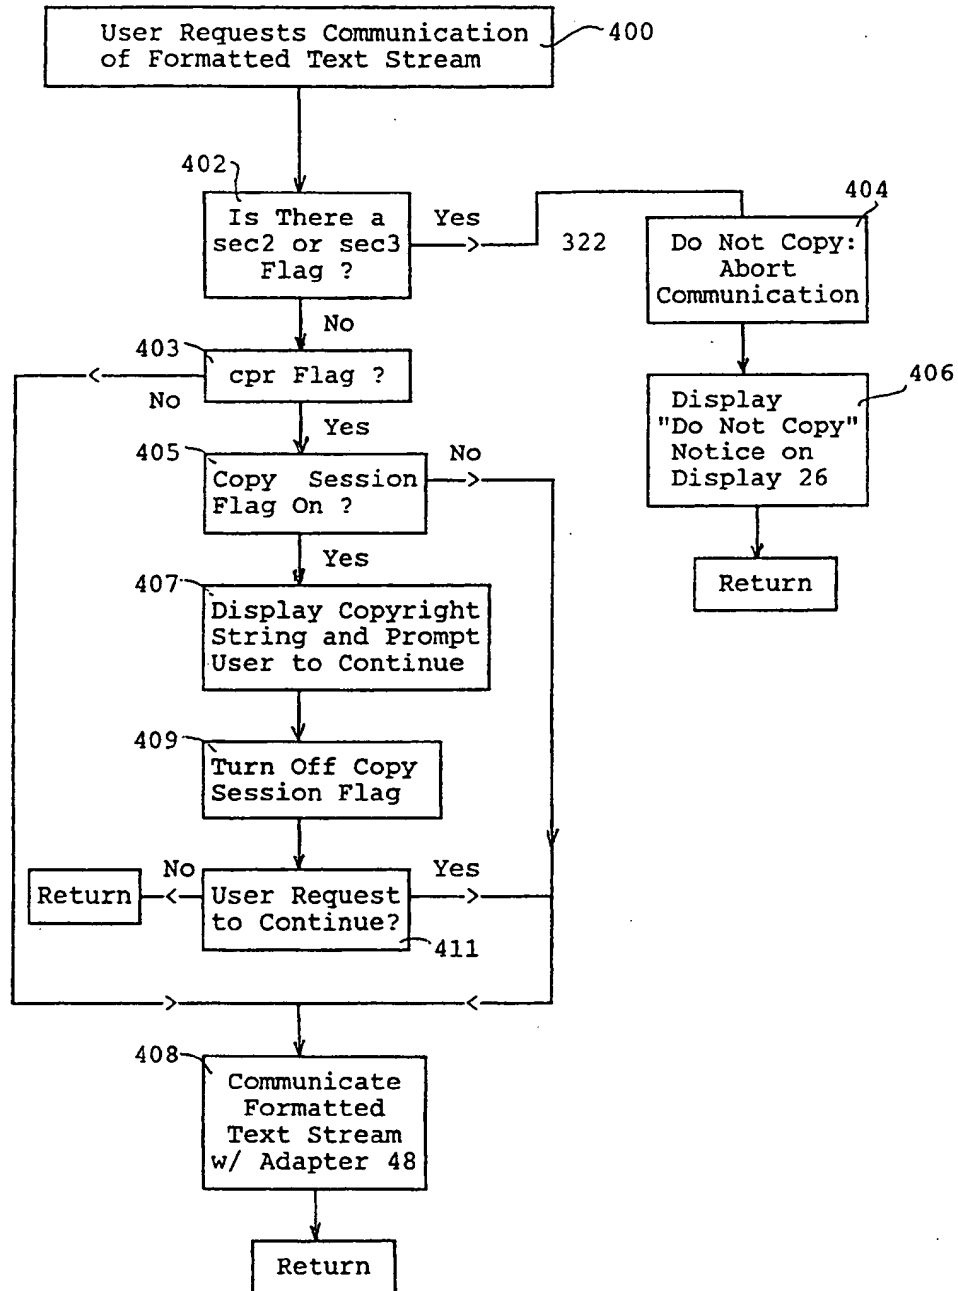 User Requests Communication
of Formatted Text Stream
400
402
Is There a
sec2 or sec3
Flag ?
Yes
322
404
Do Not Copy:
Abort
Communication
No
403
cpr Flag ?
No
Yes
406
Display
"Do Not Copy"
Notice on
Display 26
405
Copy Session
Flag On ?
No
Yes
Return
407
Display Copyright
String and Prompt
User to Continue
409
Turn Off Copy
Session Flag
No
Yes
Return
User Request
to Continue?
411
408
Communicate
Formatted
Text Stream
w/ Adapter 48
Return